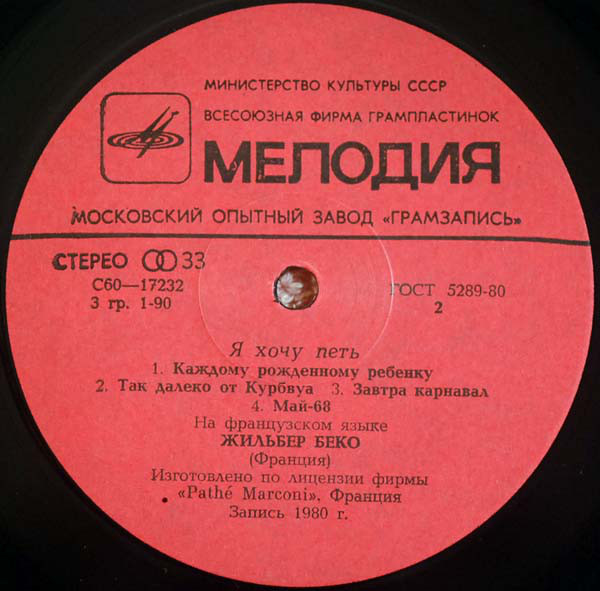 МИНИСТЕРСТВО КУЛЬТУРЫ СССР
ВСЕСОЮЗНАЯ ФИРМА ГРАМПЛАСТИНОК
МЕЛОДИЯ
МОСКОВСКИЙ ОПЫТНЫЙ ЗАВОД «ГРАМЗАПИСЬ»
СТЕРЕО 33
С60—17232
3 гр. 1-90
ГОСТ 5289-80
2
Я хочу петь
1. Каждому рожденному ребенку
2. Так далеко от Курбвуа 3. Завтра карнавал
4. Май-68
На французском языке
ЖИЛЬБЕР БЕКО
(Франция)
Изготовлено по лицензии фирмы
«Pathé Marconi», Франция
Запись 1980 г.